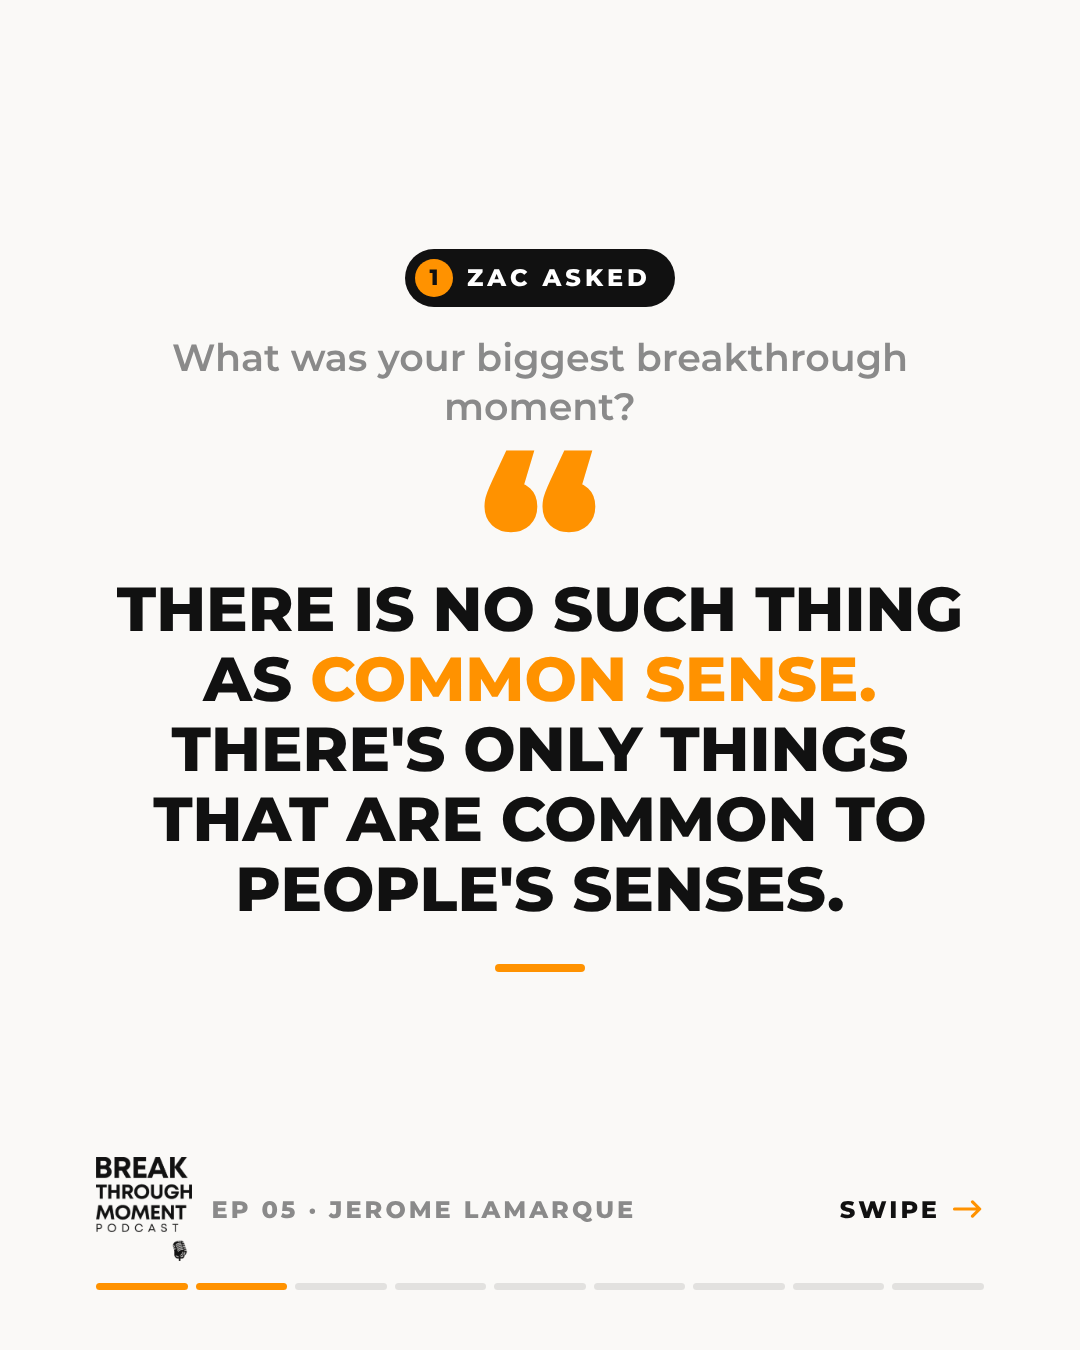 1 ZAC ASKED
What was your biggest breakthrough
moment?
“
THERE IS NO SUCH THING
AS COMMON SENSE.
THERE'S ONLY THINGS
THAT ARE COMMON TO
PEOPLE'S SENSES.
BREAK
THROUGH
MOMENT
PODCAST
EP 05 · JEROME LAMARQUE
SWIPE →